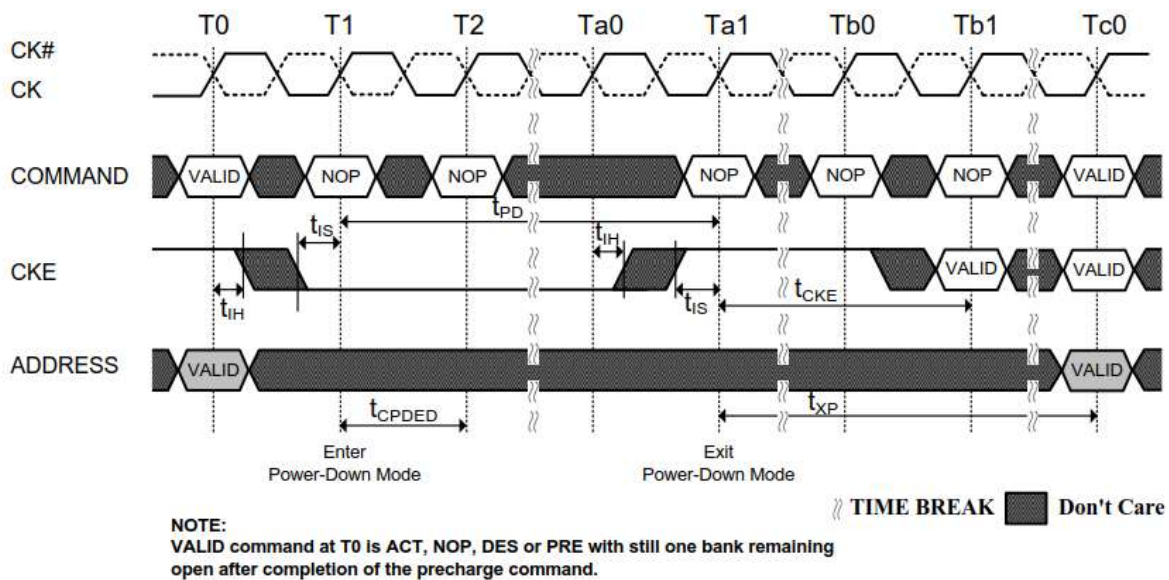 T0 T1 T2 Ta0 Ta1 Tb0 Tb1 Tc0
CK#
CK
COMMAND VALID NOP NOP NOP NOP NOP VALID
tPD
tIS tIH
CKE VALID VALID
tIH tIS tCKE
ADDRESS VALID VALID
tCPDED tXP
Enter Exit
Power-Down Mode Power-Down Mode
TIME BREAK Don't Care
NOTE:
VALID command at T0 is ACT, NOP, DES or PRE with still one bank remaining
open after completion of the precharge command.